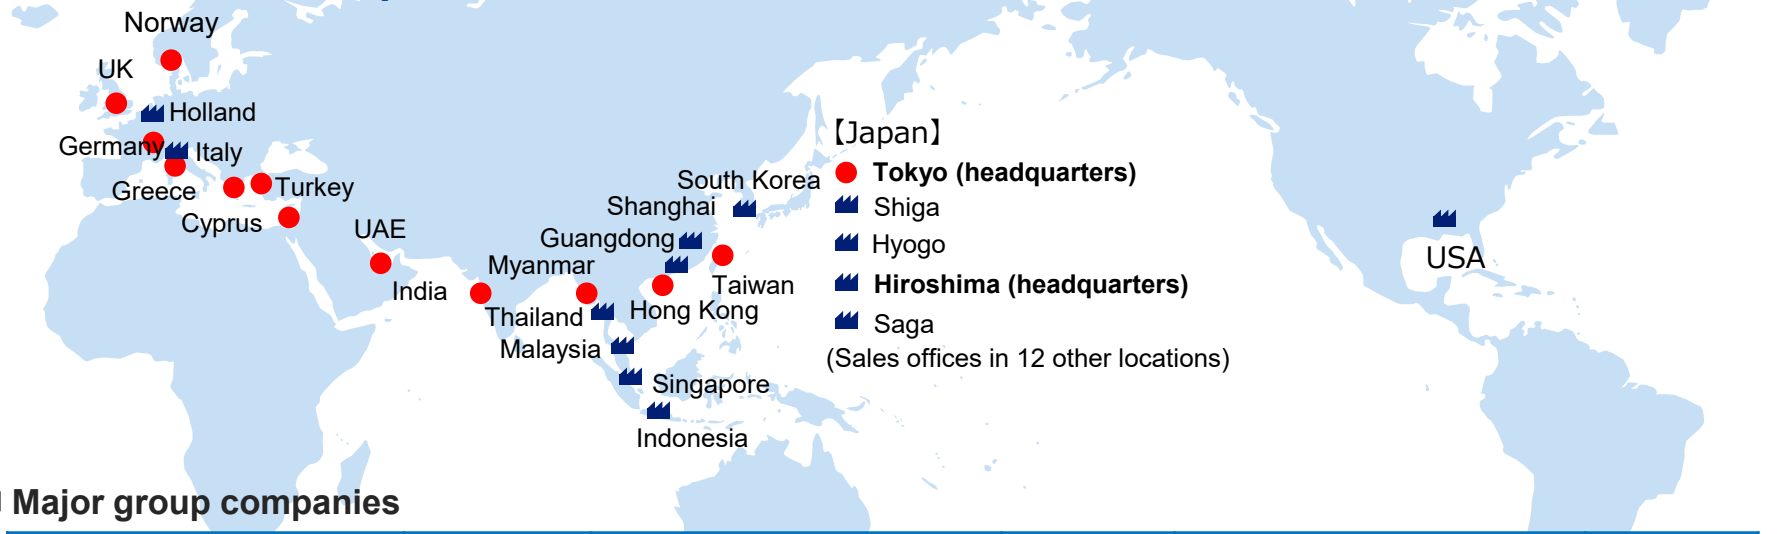 Norway
UK
Holland
Germany
Italy
Greece
Turkey
Cyprus
UAE
India
Myanmar
Thailand
Malaysia
Singapore
Indonesia
South Korea
Shanghai
Guangdong
Taiwan
Hong Kong
【Japan】
Tokyo (headquarters)
Shiga
Hyogo
Hiroshima (headquarters)
Saga
(Sales offices in 12 other locations)
USA
Major group companies